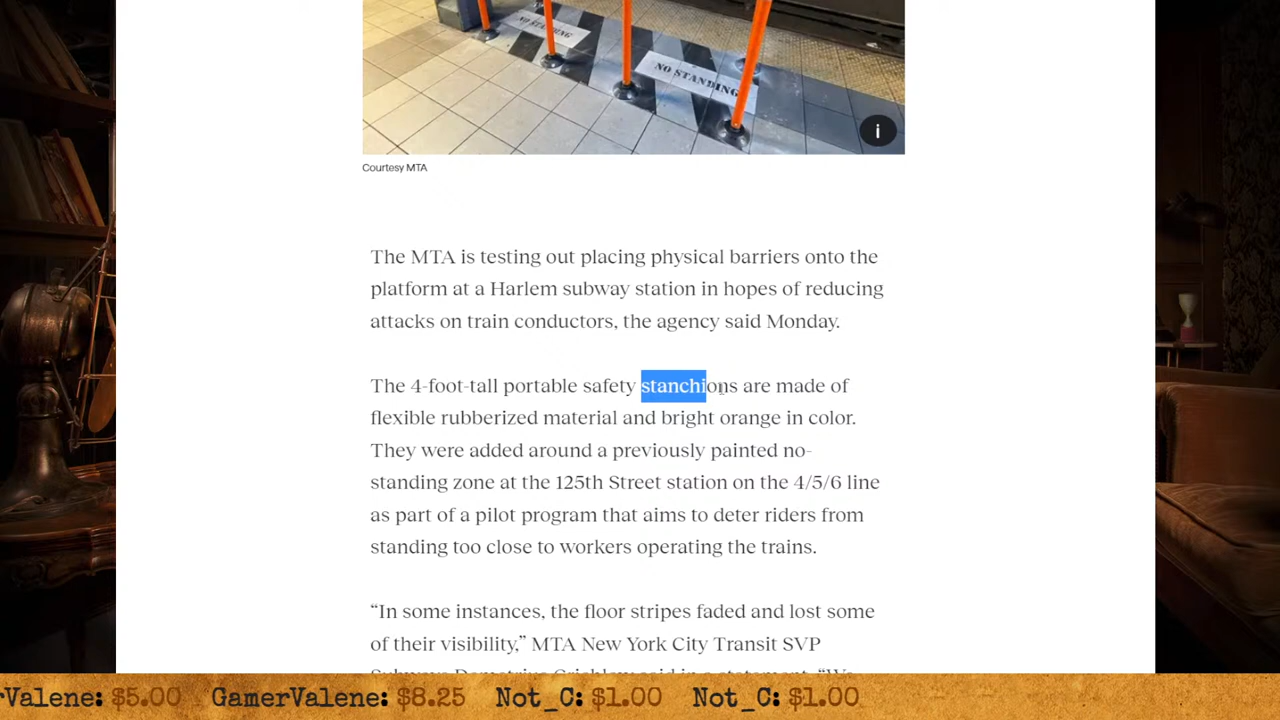 NO STANDING
NO STANDING
i
Courtesy MTA
The MTA is testing out placing physical barriers onto the
platform at a Harlem subway station in hopes of reducing
attacks on train conductors, the agency said Monday.
The 4-foot-tall portable safety stanchions are made of
flexible rubberized material and bright orange in color.
They were added around a previously painted no-
standing zone at the 125th Street station on the 4/5/6 line
as part of a pilot program that aims to deter riders from
standing too close to workers operating the trains.
“In some instances, the floor stripes faded and lost some
of their visibility,” MTA New York City Transit SVP
Valene: $5.00 GamerValene: $8.25 Not_C: $1.00 Not_C: $1.00